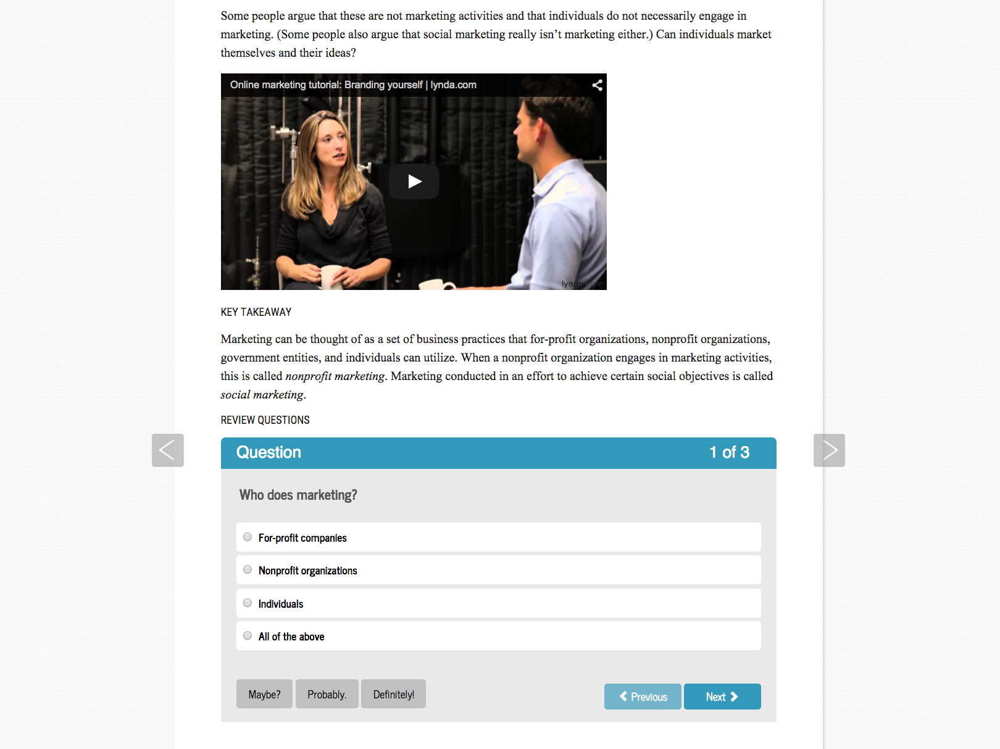 Some people argue that these are not marketing activities and that individuals do not necessarily engage in
marketing. (Some people also argue that social marketing really isn’t marketing either.) Can individuals market
themselves and their ideas?
Online marketing tutorial: Branding yourself | lynda.com
KEY TAKEAWAY
Marketing can be thought of as a set of business practices that for-profit organizations, nonprofit organizations,
government entities, and individuals can utilize. When a nonprofit organization engages in marketing activities,
this is called nonprofit marketing. Marketing conducted in an effort to achieve certain social objectives is called
social marketing.
REVIEW QUESTIONS
Question 1 of 3
Who does marketing?
For-profit companies
Nonprofit organizations
Individuals
All of the above
Maybe? Probably. Definitely! Previous Next